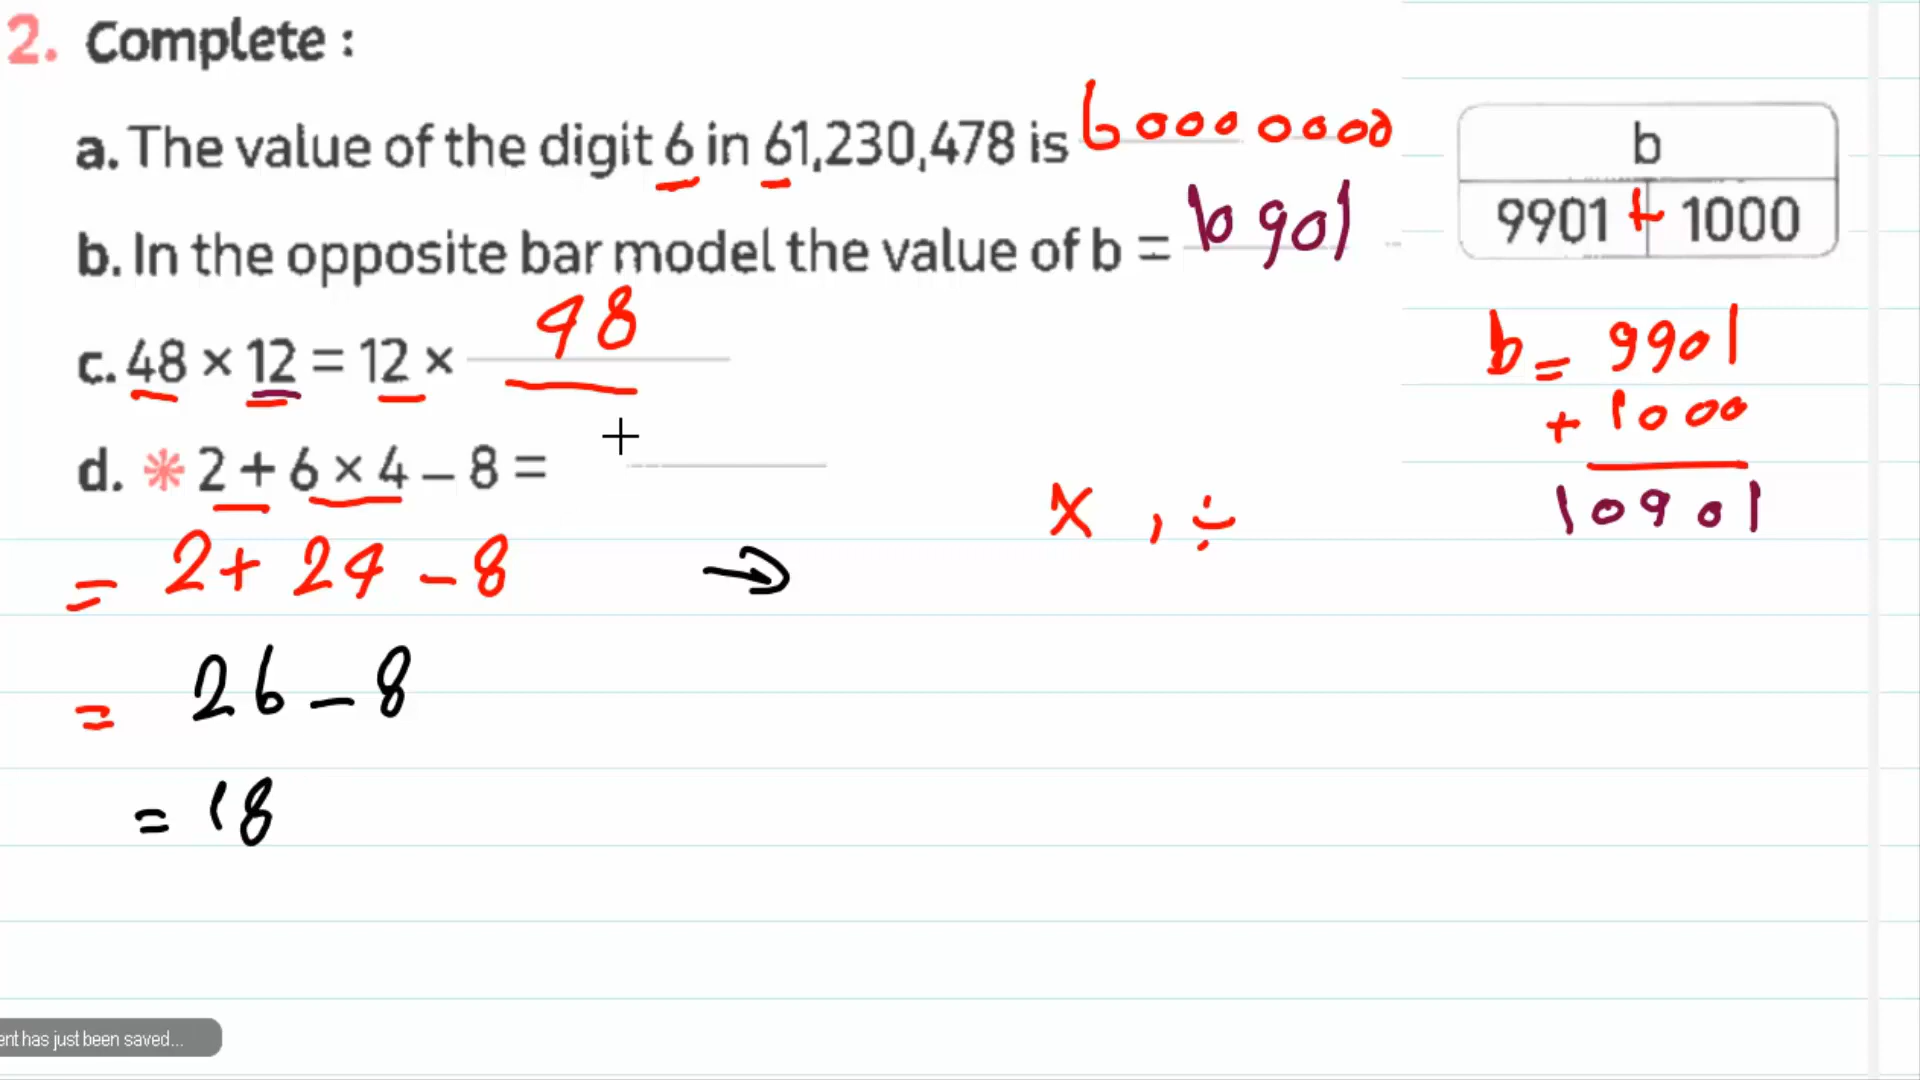 2. Complete :
a. The value of the digit 6 in 61,230,478 is 60000000
b. In the opposite bar model the value of b = 10901
b
9901 + 1000
c. 48 × 12 = 12 × 48
b = 9901
+ 1000
10901
d. * 2 + 6 × 4 - 8 =
× , ÷
= 2 + 24 - 8
= 26 - 8
= 18
ent has just been saved...